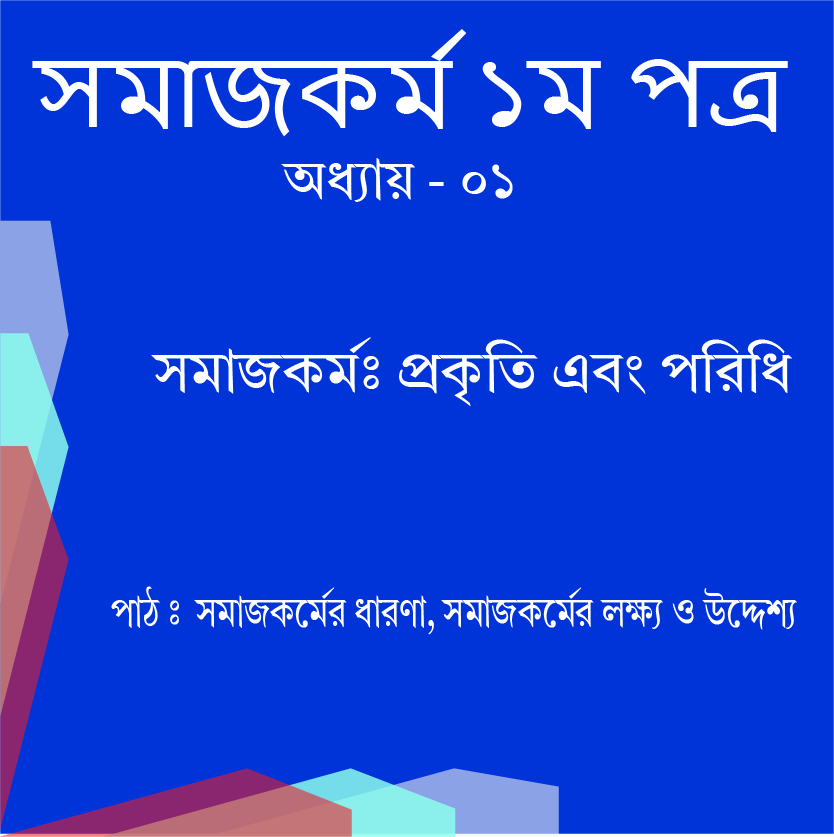 সমাজকর্ম ১ম পত্র
অধ্যায় - ০১
সমাজকর্মঃ প্রকৃতি এবং পরিধি
পাঠ ঃ সমাজকর্মের ধারণা, সমাজকর্মের লক্ষ্য ও উদ্দেশ্য